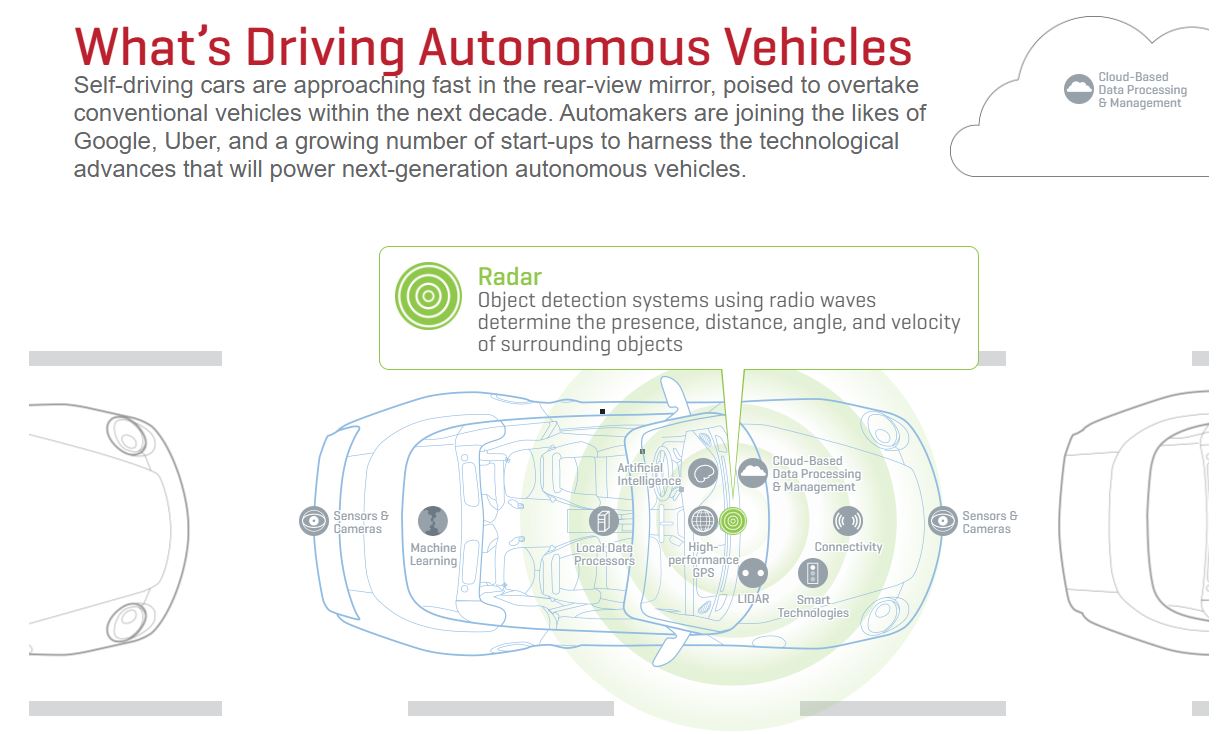 What's Driving Autonomous Vehicles
Self-driving cars are approaching fast in the rear-view mirror, poised to overtake
conventional vehicles within the next decade. Automakers are joining the likes of
Google, Uber, and a growing number of start-ups to harness the technological
advances that will power next-generation autonomous vehicles.
Cloud-Based
Data Processing
& Management
Radar
Object detection systems using radio waves
determine the presence, distance, angle, and velocity
of surrounding objects
Artificial
Intelligence
Cloud-Based
Data Processing
& Management
Sensors &
Cameras
Machine
Learning
Local Data
Processors
High-
performance
GPS
Connectivity
Sensors &
Cameras
LIDAR
Smart
Technologies